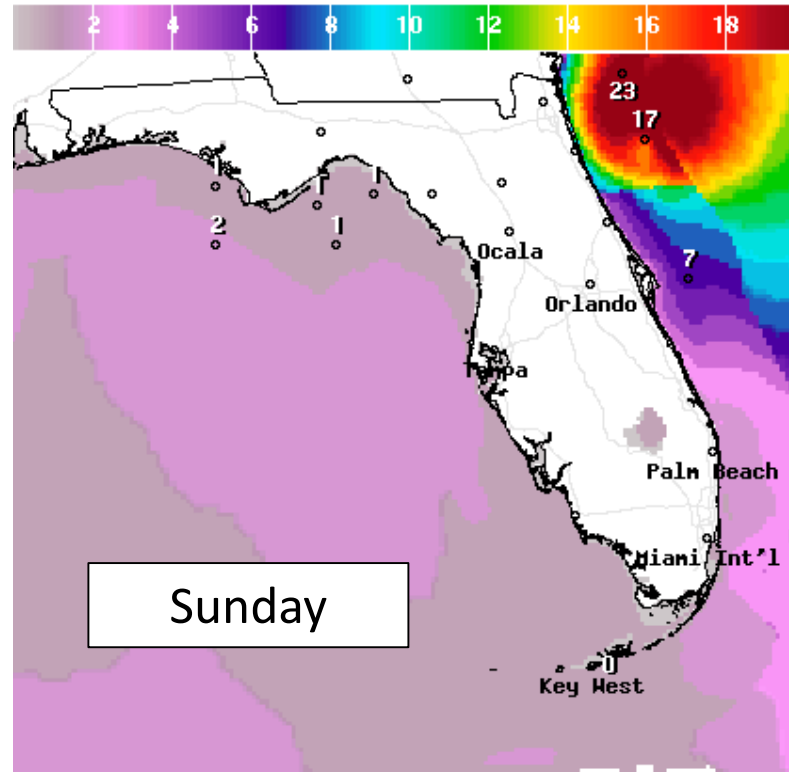 2 4 6 8 10 12 14 16 18
23
17
1
1
1
2
1
7
Ocala
Orlando
Tampa
Palm Beach
Miami Int'l
Sunday
0
Key West